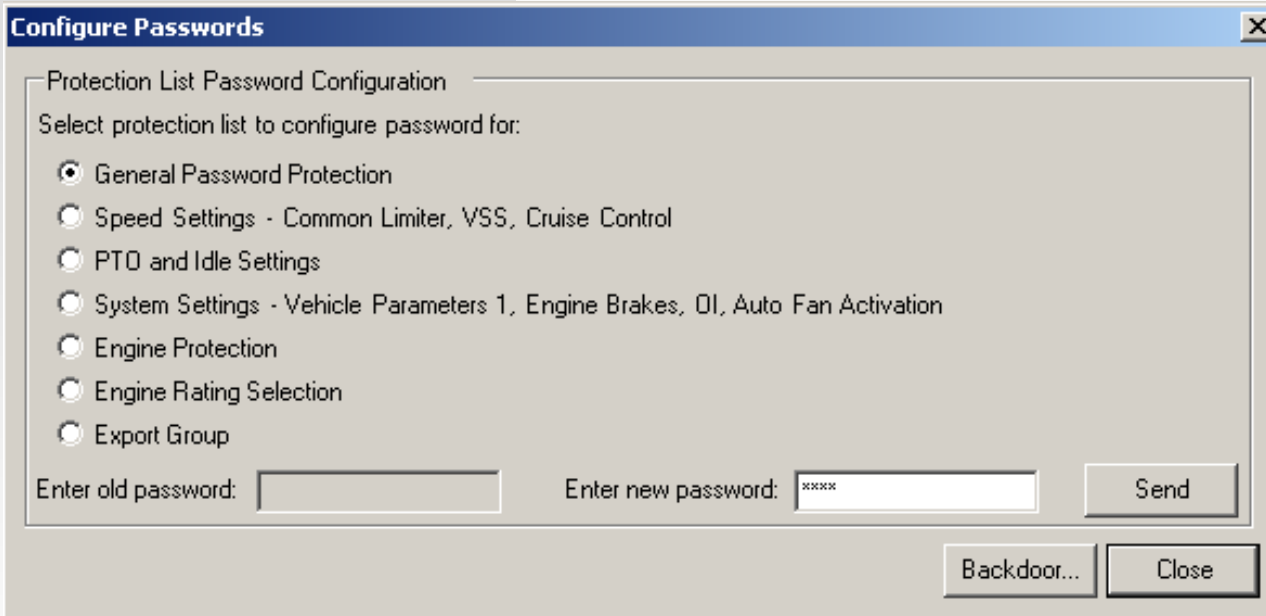 Configure Passwords
Protection List Password Configuration
Select protection list to configure password for:
General Password Protection
Speed Settings - Common Limiter, VSS, Cruise Control
PTO and Idle Settings
System Settings - Vehicle Parameters 1, Engine Brakes, OI, Auto Fan Activation
Engine Protection
Engine Rating Selection
Export Group
Enter old password: Enter new password: **** Send
Backdoor... Close